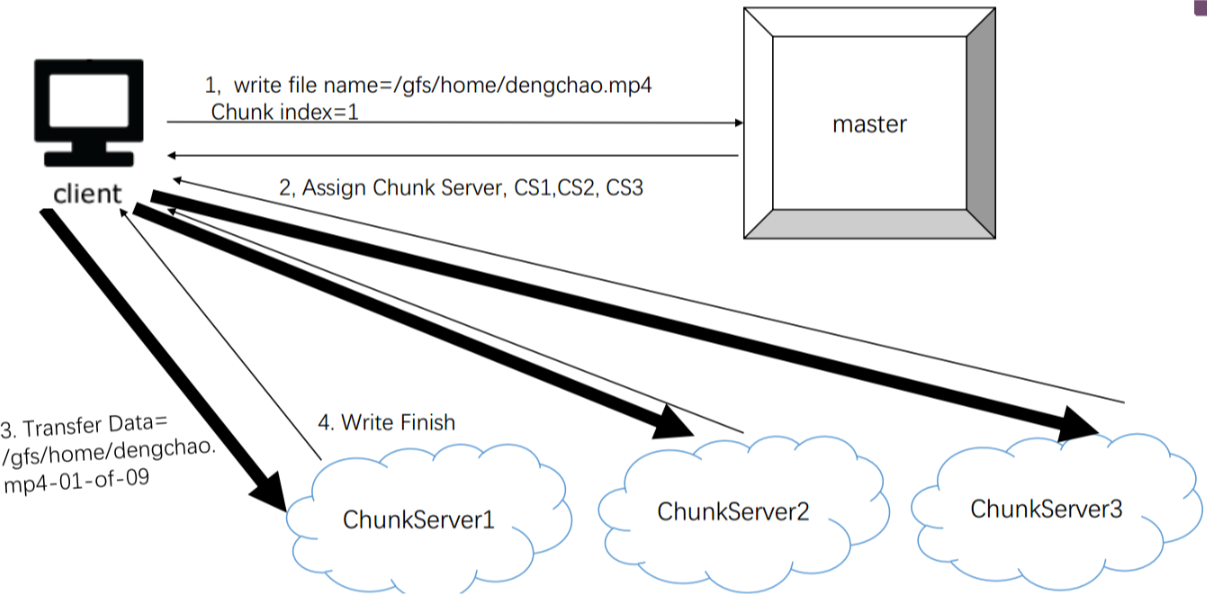 1, write file name=/gfs/home/dengchao.mp4
Chunk index=1
master
client
2, Assign Chunk Server, CS1,CS2, CS3
3. Transfer Data=
/gfs/home/dengchao.
mp4-01-of-09
4. Write Finish
ChunkServer1
ChunkServer2
ChunkServer3